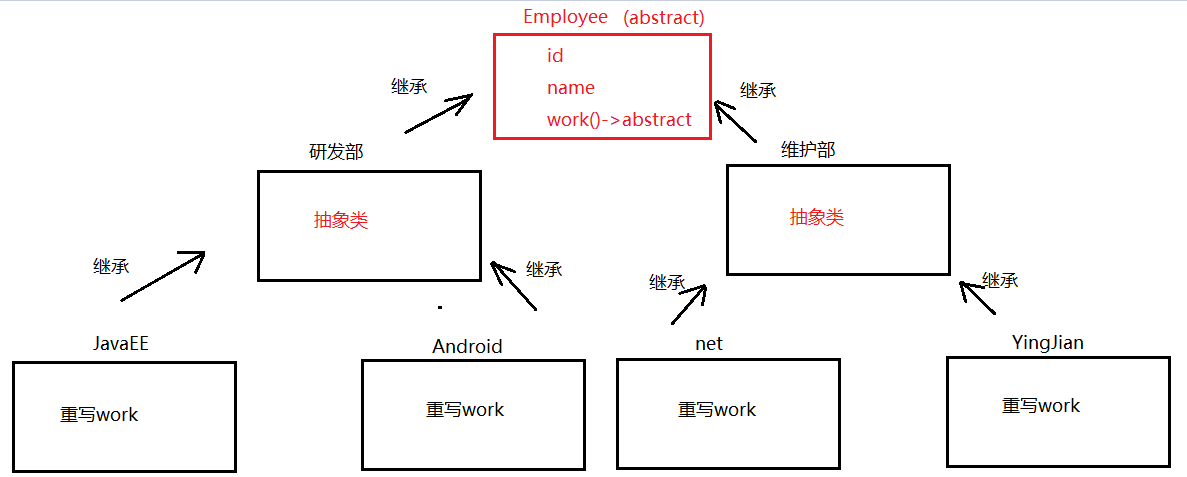 Employee (abstract)
id
name
work()->abstract
继承
继承
研发部
维护部
抽象类
抽象类
继承
继承
继承
继承
JavaEE
Android
net
YingJian
重写work
重写work
重写work
重写work